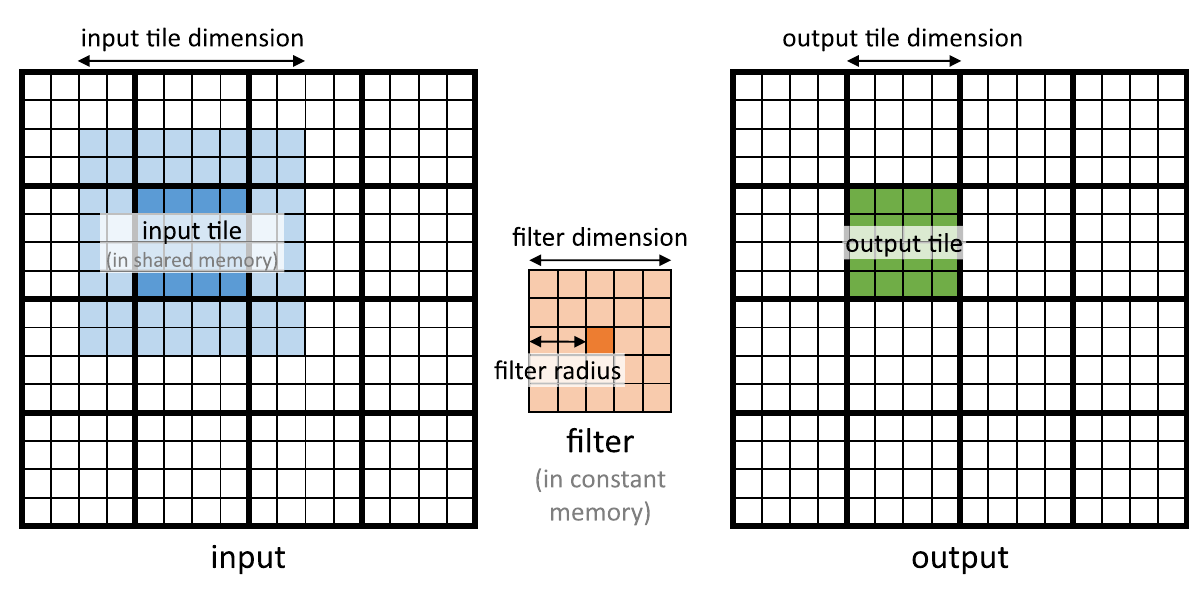 input tile dimension
output tile dimension
input tile
(in shared memory)
filter dimension
output tile
filter radius
filter
(in constant
memory)
input
output